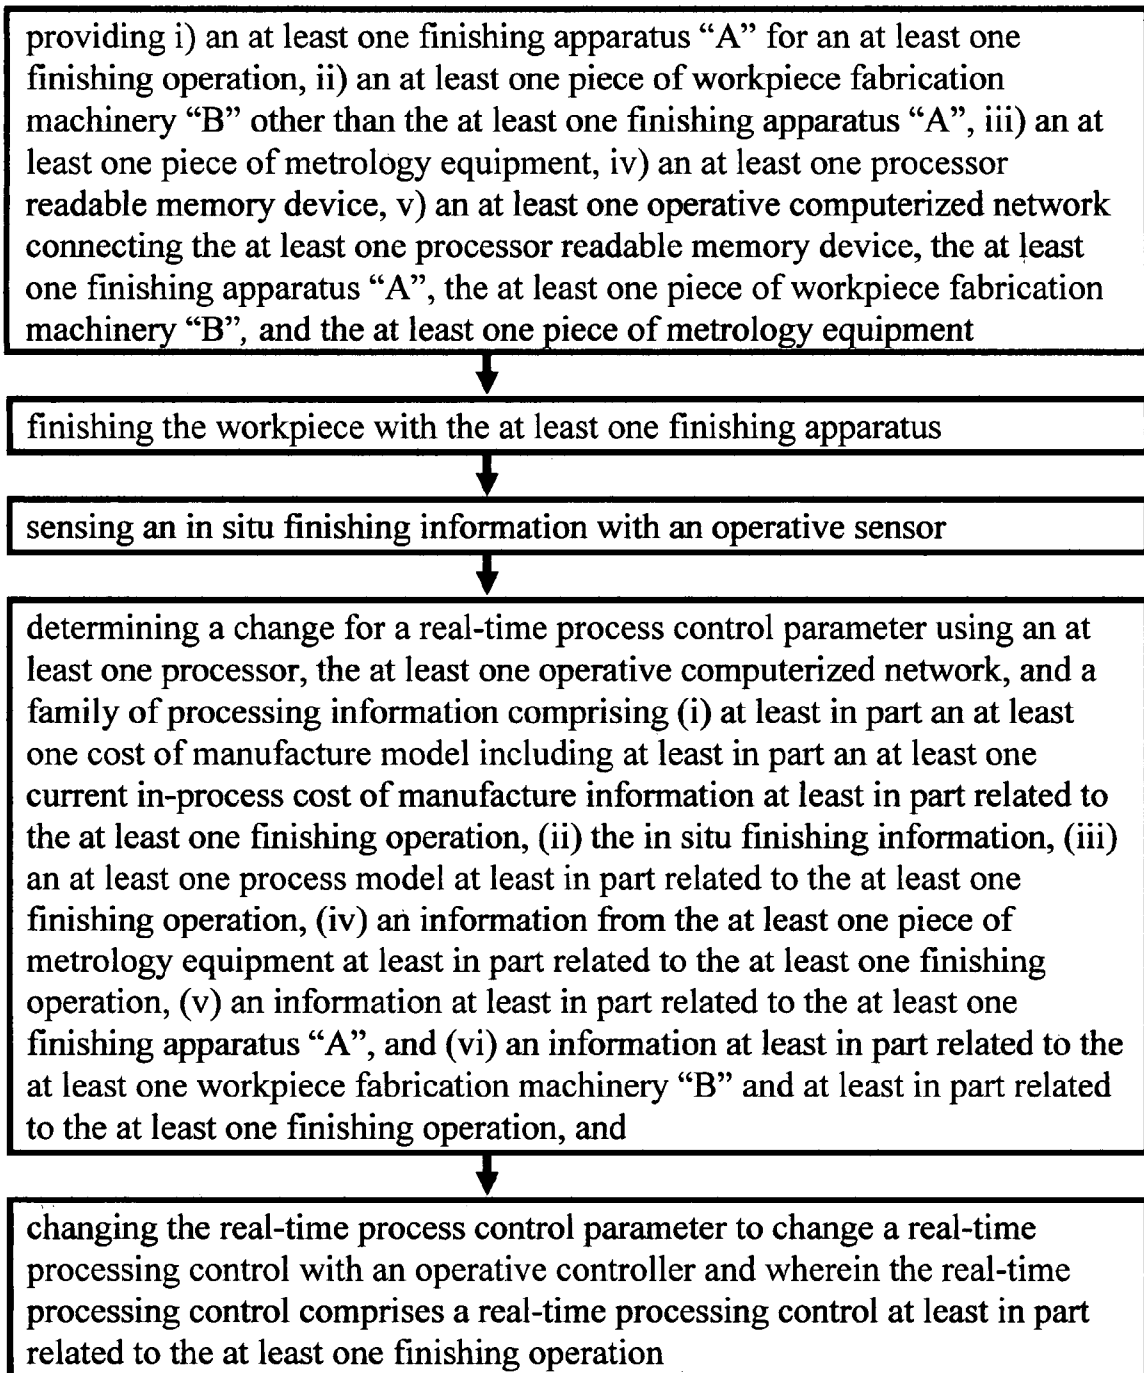 providing i) an at least one finishing apparatus “A” for an at least one
finishing operation, ii) an at least one piece of workpiece fabrication
machinery “B” other than the at least one finishing apparatus “A”, iii) an at
least one piece of metrology equipment, iv) an at least one processor
readable memory device, v) an at least one operative computerized network
connecting the at least one processor readable memory device, the at least
one finishing apparatus “A”, the at least one piece of workpiece fabrication
machinery “B”, and the at least one piece of metrology equipment
finishing the workpiece with the at least one finishing apparatus
sensing an in situ finishing information with an operative sensor
determining a change for a real-time process control parameter using an at
least one processor, the at least one operative computerized network, and a
family of processing information comprising (i) at least in part an at least
one cost of manufacture model including at least in part an at least one
current in-process cost of manufacture information at least in part related to
the at least one finishing operation, (ii) the in situ finishing information, (iii)
an at least one process model at least in part related to the at least one
finishing operation, (iv) an information from the at least one piece of
metrology equipment at least in part related to the at least one finishing
operation, (v) an information at least in part related to the at least one
finishing apparatus “A”, and (vi) an information at least in part related to the
at least one workpiece fabrication machinery “B” and at least in part related
to the at least one finishing operation, and
changing the real-time process control parameter to change a real-time
processing control with an operative controller and wherein the real-time
processing control comprises a real-time processing control at least in part
related to the at least one finishing operation